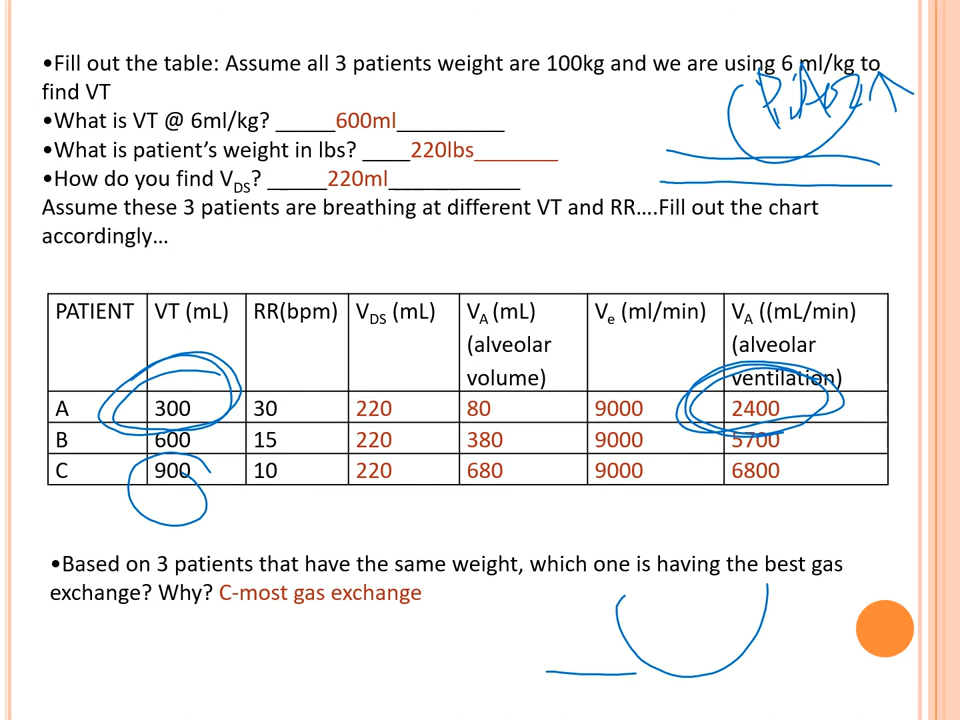 •Fill out the table: Assume all 3 patients weight are 100kg and we are using 6 ml/kg to
find VT
•What is VT @ 6ml/kg? _____600ml_________
•What is patient's weight in lbs? ____220lbs_______
•How do you find VDS? _____220ml___________
Assume these 3 patients are breathing at different VT and RR....Fill out the chart
accordingly...
PATIENT VT (mL) RR(bpm) VDS (mL) VA (mL) (alveolar volume) Ve (ml/min) VA ((mL/min) (alveolar ventilation)
A 300 30 220 80 9000 2400
B 600 15 220 380 9000 5700
C 900 10 220 680 9000 6800
•Based on 3 patients that have the same weight, which one is having the best gas
exchange? Why? C-most gas exchange